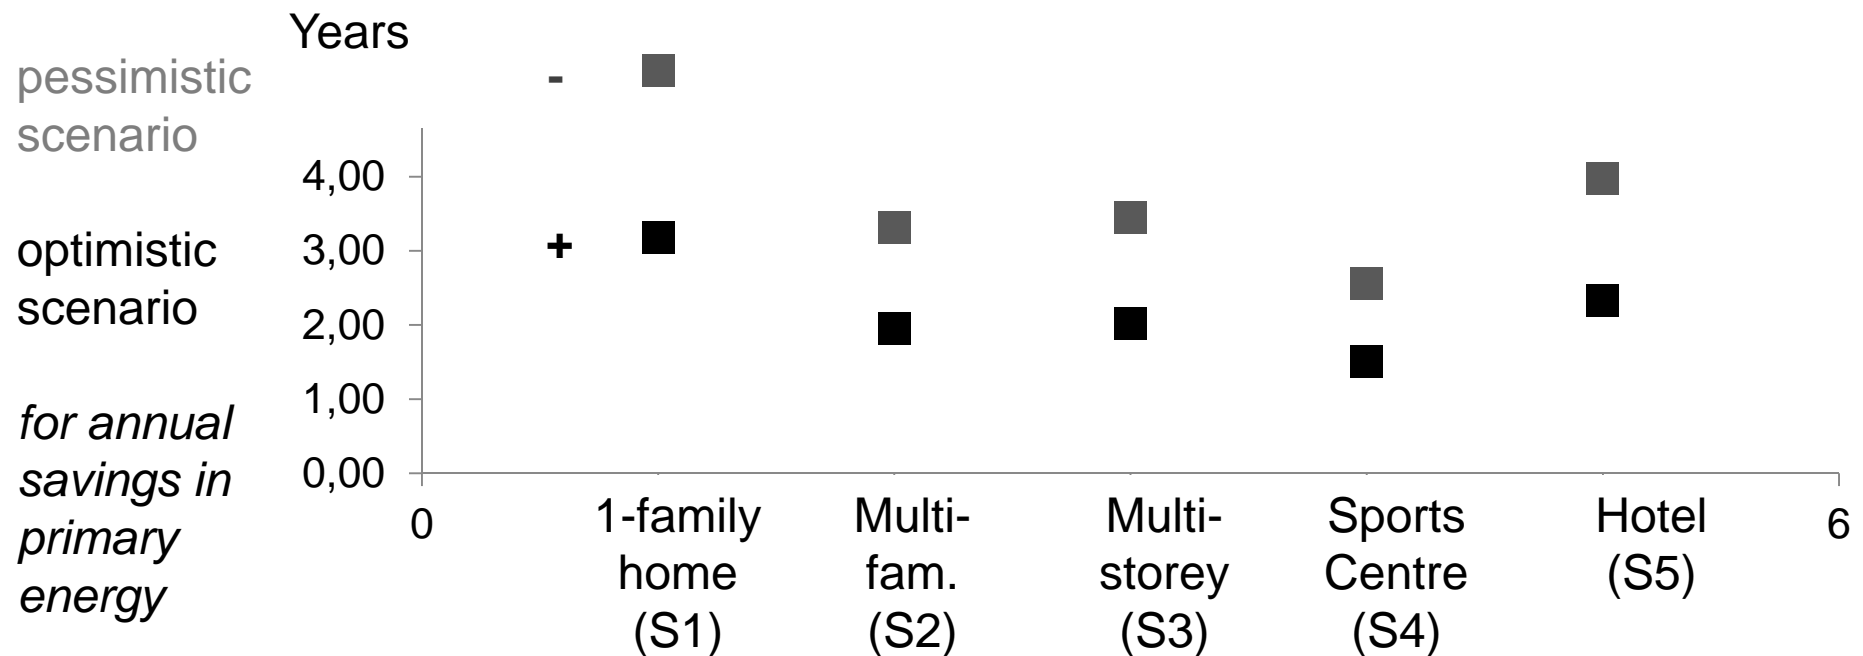 Years
pessimistic
scenario
-
4,00
optimistic
scenario
+
3,00
2,00
for annual
savings in
primary
energy
1,00
0,00
0
1-family
home
(S1)
Multi-
fam.
(S2)
Multi-
storey
(S3)
Sports
Centre
(S4)
Hotel
(S5)
6